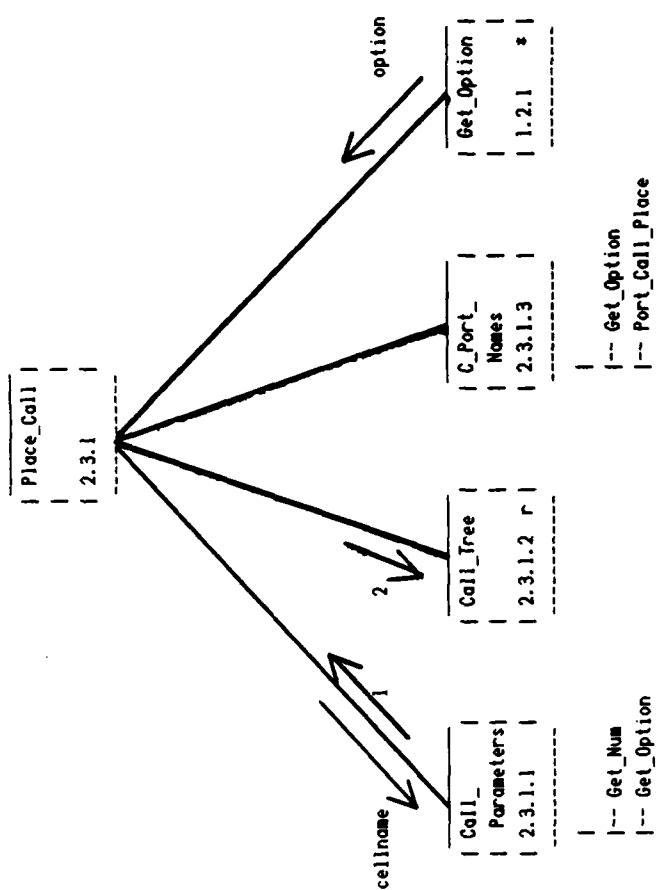 | Place_Call |
| |
| 2.3.1 |
------------
cellname
1
2
option
| Call_ |
| Parameters|
| 2.3.1.1 |
------------
|
|-- Get_Num
|-- Get_Option
| Call_Tree |
| |
| 2.3.1.2 r |
------------
| C_Port_ |
| Names |
| 2.3.1.3 |
------------
|
|-- Get_Option
|-- Port_Call_Place
| Get_Option |
| |
| 1.2.1 * |
------------